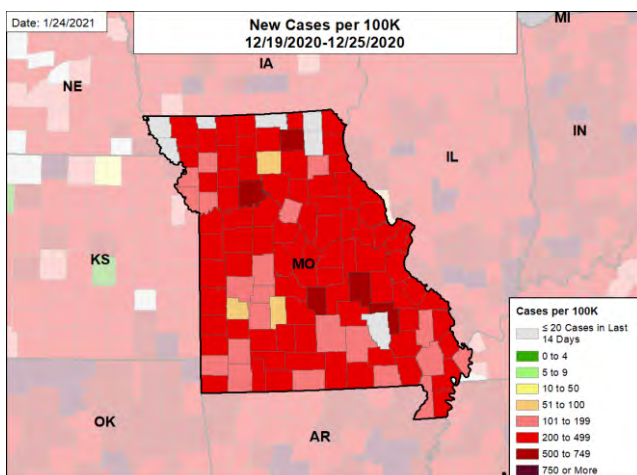 Date: 1/24/2021
New Cases per 100K
12/19/2020-12/25/2020
MI
IA
NE
IN
IL
KS
MO
OK
AR
Cases per 100K
≤ 20 Cases in Last
14 Days
0 to 4
5 to 9
10 to 50
51 to 100
101 to 199
200 to 499
500 to 749
750 or More